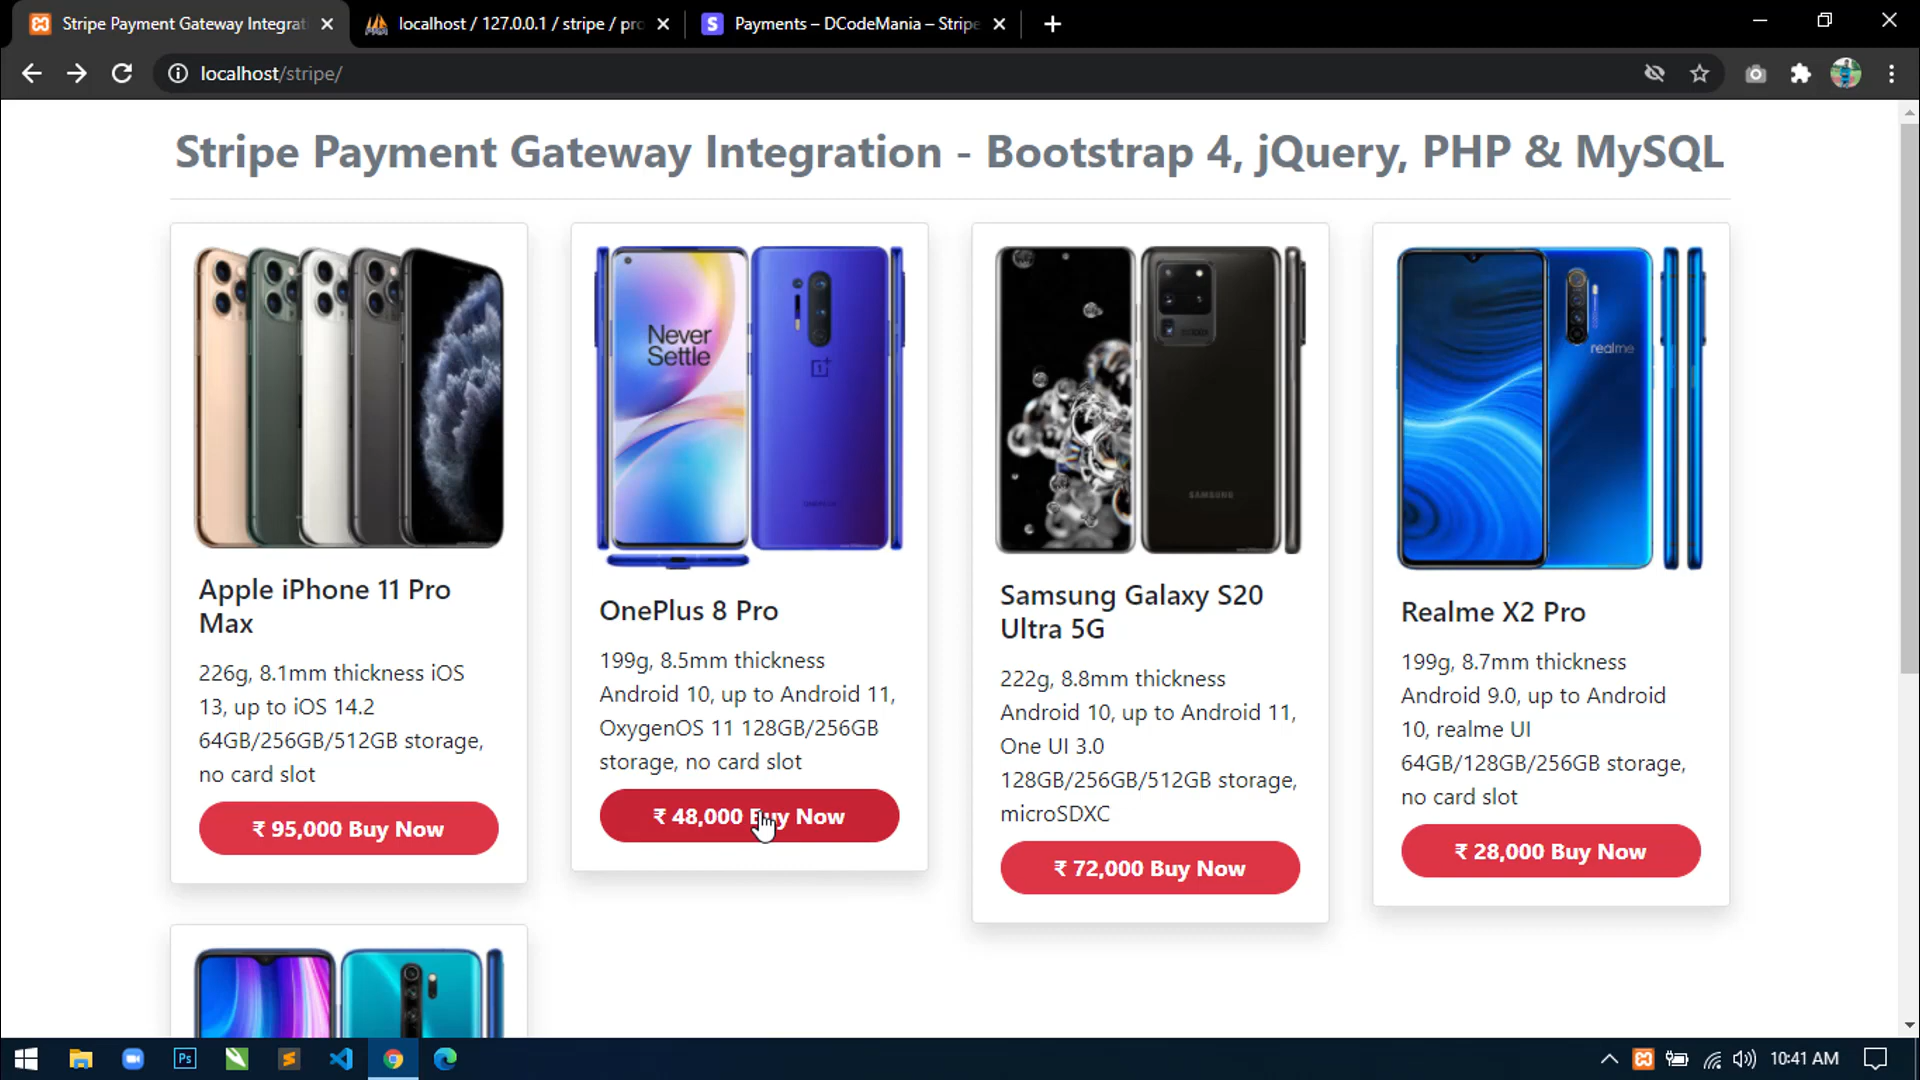 Stripe Payment Gateway Integrat
localhost / 127.0.0.1 / stripe / pro
Payments – DCodeMania – Stripe
localhost/stripe/
Stripe Payment Gateway Integration - Bootstrap 4, jQuery, PHP & MySQL
Never
Settle
SAMSUNG
realme
Apple iPhone 11 Pro
Max
226g, 8.1mm thickness iOS
13, up to iOS 14.2
64GB/256GB/512GB storage,
no card slot
₹ 95,000 Buy Now
OnePlus 8 Pro
199g, 8.5mm thickness
Android 10, up to Android 11,
OxygenOS 11 128GB/256GB
storage, no card slot
₹ 48,000 Buy Now
Samsung Galaxy S20
Ultra 5G
222g, 8.8mm thickness
Android 10, up to Android 11,
One UI 3.0
128GB/256GB/512GB storage,
microSDXC
₹ 72,000 Buy Now
Realme X2 Pro
199g, 8.7mm thickness
Android 9.0, up to Android
10, realme UI
64GB/128GB/256GB storage,
no card slot
₹ 28,000 Buy Now
Ps
10:41 AM